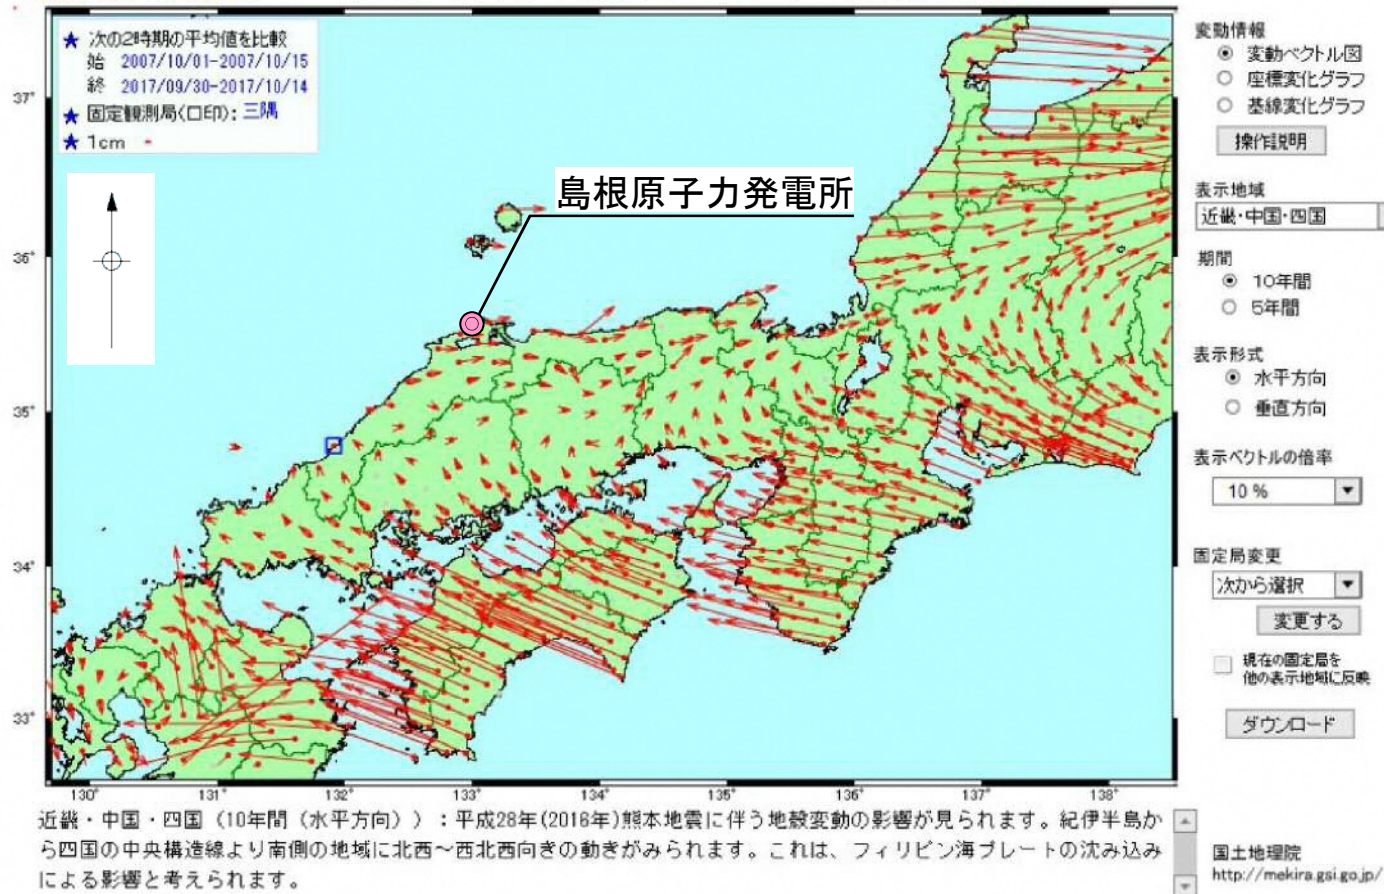 ★ 次の2時期の平均値を比較
始 2007/10/01-2007/10/15
終 2017/09/30-2017/10/14
★ 固定観測局(口印): 三隅
★ 1cm
島根原子力発電所
37°
36°
35°
34°
33°
130°
131°
132°
133°
134°
135°
136°
137°
138°
変動情報
変動ベクトル図
座標変化グラフ
基線変化グラフ
操作説明
表示地域
近畿・中国・四国
期間
10年間
5年間
表示形式
水平方向
垂直方向
表示ベクトルの倍率
10 %
固定局変更
次から選択
変更する
現在の固定局を
他の表示地域に反映
ダウンロード
近畿・中国・四国（10年間（水平方向））：平成28年(2016年)熊本地震に伴う地殻変動の影響が見られます。紀伊半島か
ら四国の中央構造線より南側の地域に北西～西北西向きの動きがみられます。これは、フィリピン海プレートの沈み込み
による影響と考えられます。
国土地理院
http://mekira.gsi.go.jp/